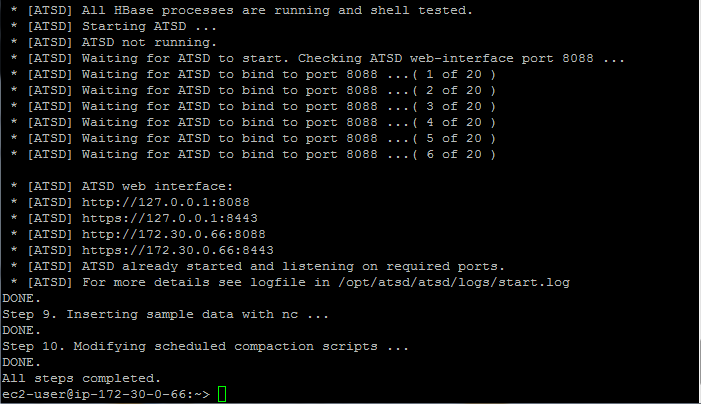 * [ATSD] All HBase processes are running and shell tested.
* [ATSD] Starting ATSD ...
* [ATSD] ATSD not running.
* [ATSD] Waiting for ATSD to start. Checking ATSD web-interface port 8088 ...
* [ATSD] Waiting for ATSD to bind to port 8088 ...( 1 of 20 )
* [ATSD] Waiting for ATSD to bind to port 8088 ...( 2 of 20 )
* [ATSD] Waiting for ATSD to bind to port 8088 ...( 3 of 20 )
* [ATSD] Waiting for ATSD to bind to port 8088 ...( 4 of 20 )
* [ATSD] Waiting for ATSD to bind to port 8088 ...( 5 of 20 )
* [ATSD] Waiting for ATSD to bind to port 8088 ...( 6 of 20 )
* [ATSD] ATSD web interface:
* [ATSD] http://127.0.0.1:8088
* [ATSD] https://127.0.0.1:8443
* [ATSD] http://172.30.0.66:8088
* [ATSD] https://172.30.0.66:8443
* [ATSD] ATSD already started and listening on required ports.
* [ATSD] For more details see logfile in /opt/atsd/atsd/logs/start.log
DONE.
Step 9. Inserting sample data with nc ...
DONE.
Step 10. Modifying scheduled compaction scripts ...
DONE.
All steps completed.
ec2-user@ip-172-30-0-66:~>